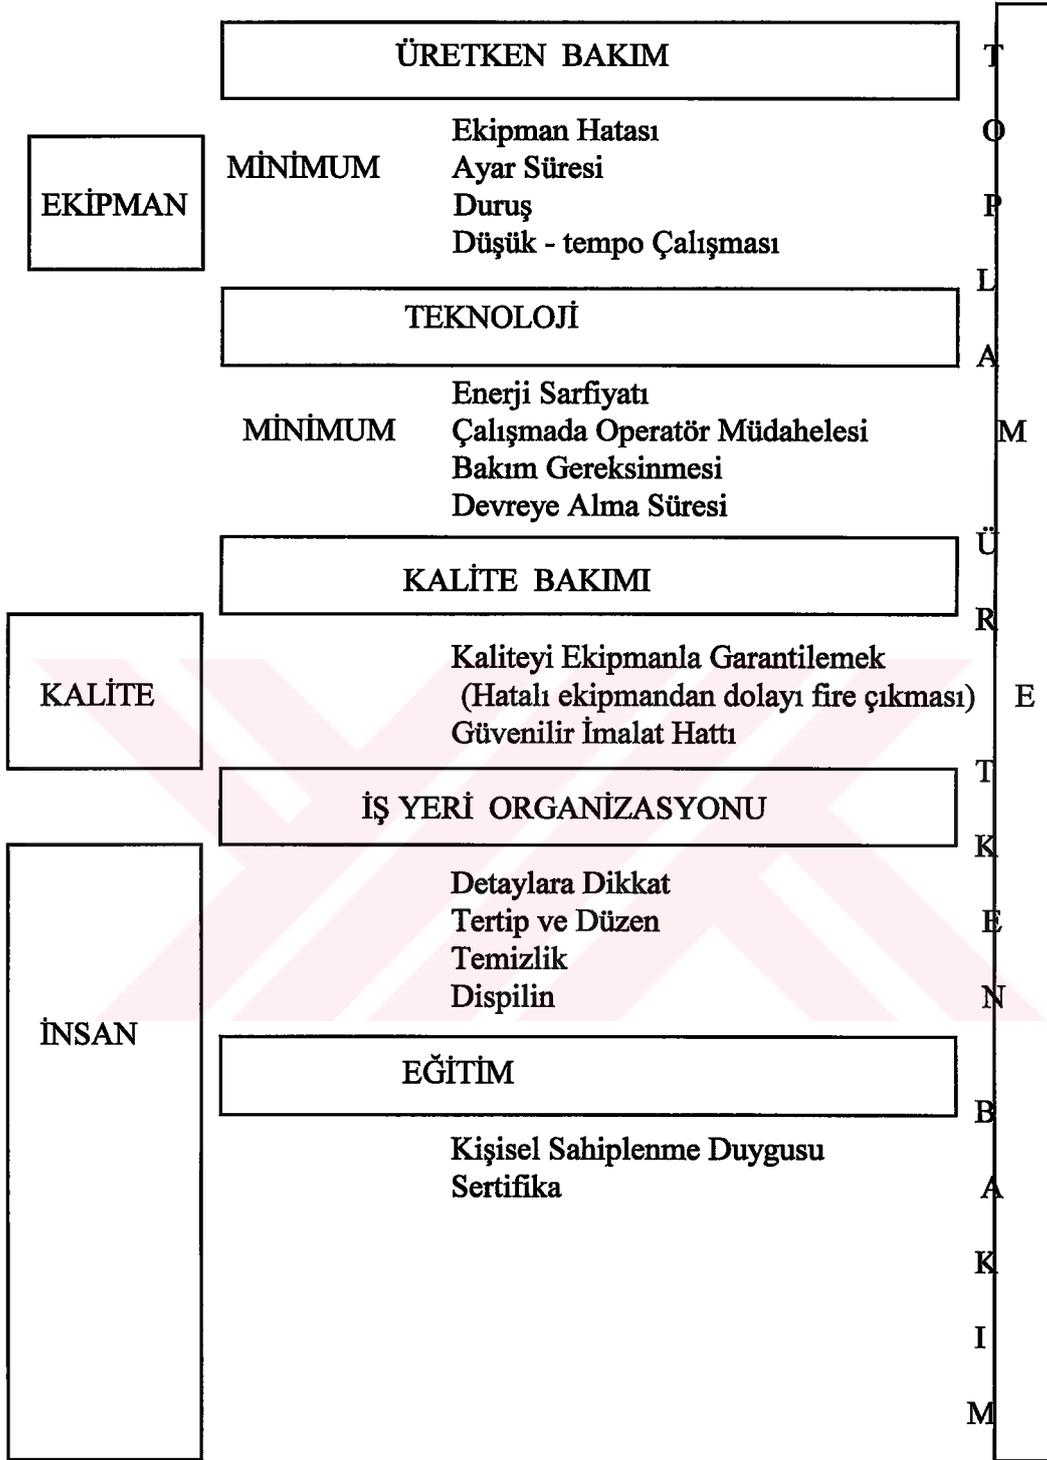 ÜRETKEN BAKIM
EKİPMAN
MİNİMUM
Ekipman Hatası
Ayar Süresi
Duruş
Düşük - tempo Çalışması
TEKNOLOJİ
MİNİMUM
Enerji Sarfiyatı
Çalışmada Operatör Müdahelesi
Bakım Gereksinmesi
Devreye Alma Süresi
KALİTE BAKIMI
KALİTE
Kaliteyi Ekipmanla Garantilemek
(Hatalı ekipmandan dolayı fire çıkması)
Güvenilir İmalat Hattı
İŞ YERİ ORGANİZASYONU
İNSAN
Detaylara Dikkat
Tertip ve Düzen
Temizlik
Dispilin
EĞİTİM
Kişisel Sahiplenme Duygusu
Sertifika
T
O
P
L
A
M
Ü
R
E
T
K
E
N
B
A
K
I
M